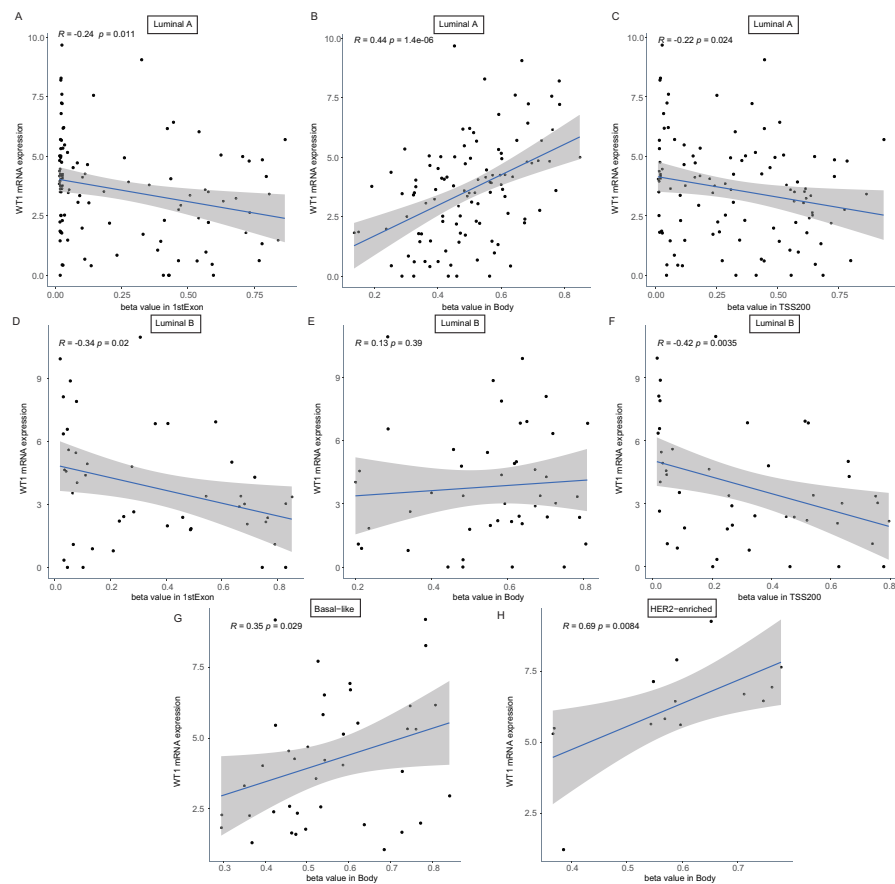 A
Luminal A
R = -0.24 p = 0.011
10.0
7.5
5.0
2.5
0.0
WT1 mRNA expression
0.00 0.25 0.50 0.75
beta value in 1stExon
B
Luminal A
R = 0.44 p = 1.4e-06
10.0
7.5
5.0
2.5
0.0
WT1 mRNA expression
0.2 0.4 0.6 0.8
beta value in Body
C
Luminal A
R = -0.22 p = 0.024
10.0
7.5
5.0
2.5
0.0
WT1 mRNA expression
0.00 0.25 0.50 0.75
beta value in TSS200
D
Luminal B
R = -0.34 p = 0.02
9
6
3
0
WT1 mRNA expression
0.0 0.2 0.4 0.6 0.8
beta value in 1stExon
E
Luminal B
R = 0.13 p = 0.39
9
6
3
0
WT1 mRNA expression
0.2 0.4 0.6 0.8
beta value in Body
F
Luminal B
R = -0.42 p = 0.0035
9
6
3
0
WT1 mRNA expression
0.0 0.2 0.4 0.6 0.8
beta value in TSS200
G
Basal-like
R = 0.35 p = 0.029
7.5
5.0
2.5
WT1 mRNA expression
0.3 0.4 0.5 0.6 0.7 0.8
beta value in Body
H
HER2-enriched
R = 0.69 p = 0.0084
7.5
5.0
2.5
WT1 mRNA expression
0.4 0.5 0.6 0.7
beta value in Body